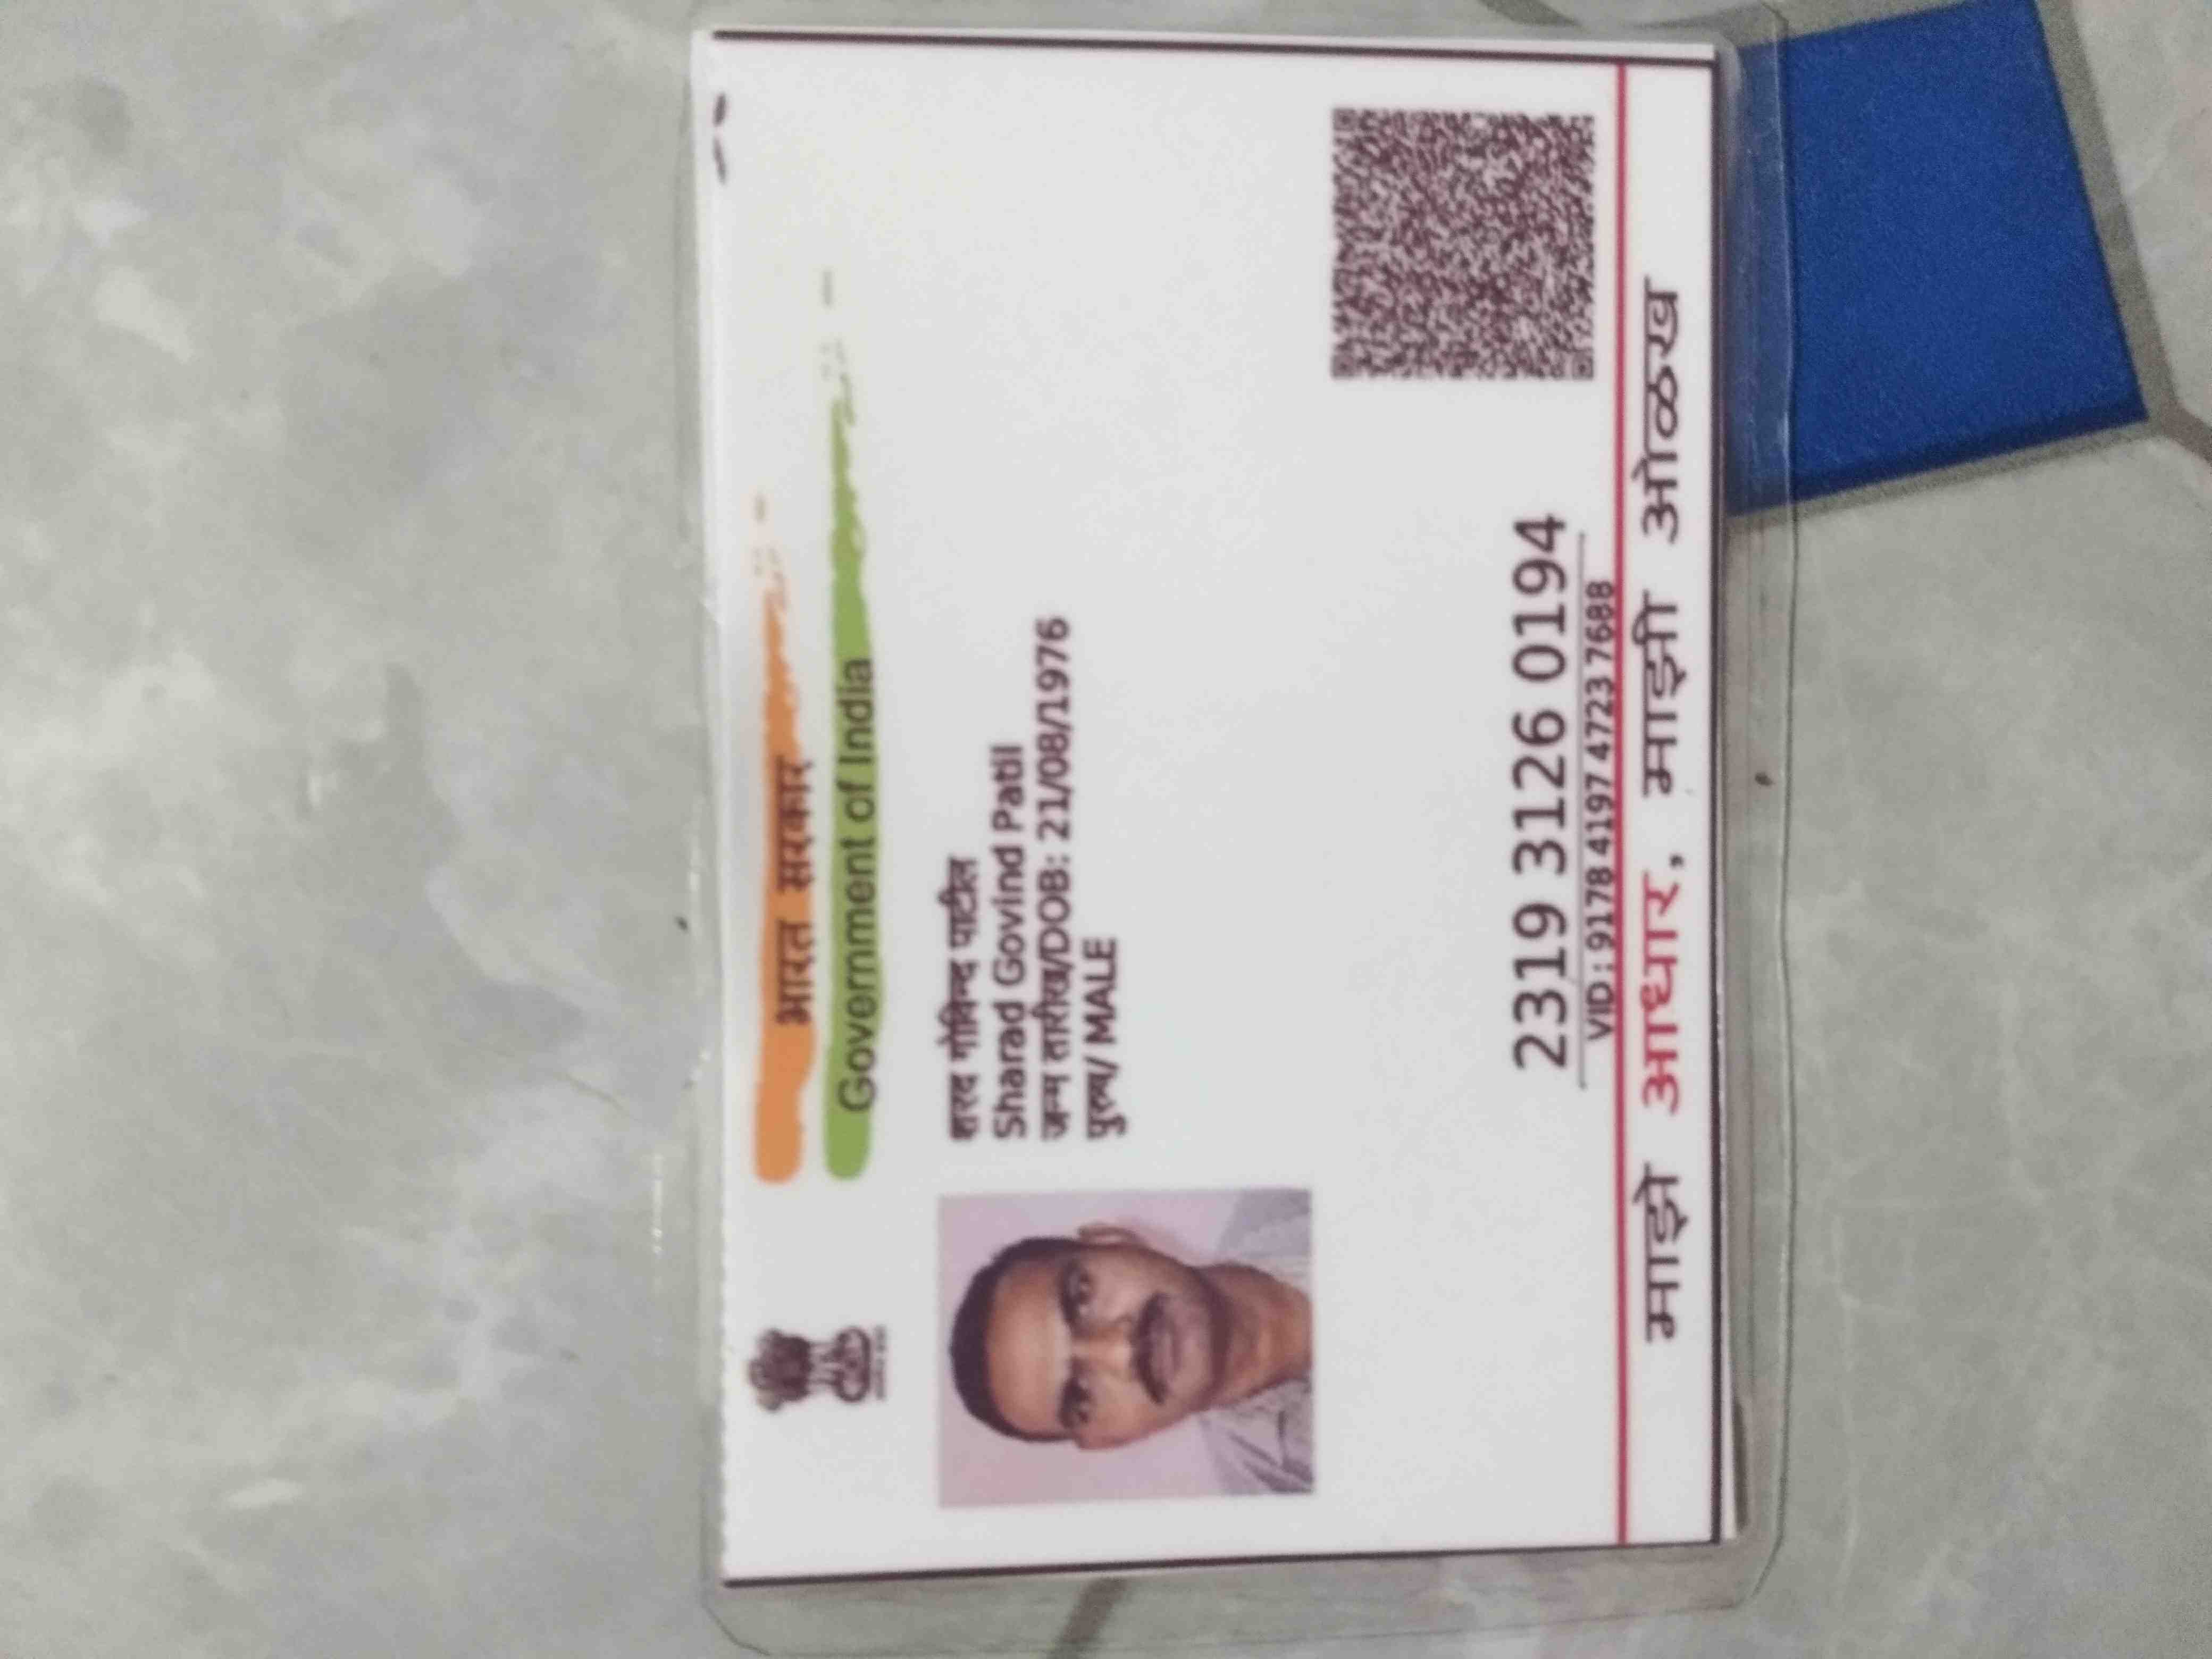 भारत सरकार
Government of India
शरद गोविन्द पाटील
Sharad Govind Patil
जन्म तारीख/DOB: 21/08/1976
पुरुष/ MALE
2319 3126 0194
VID : 9178 4197 4723 7688
माझे आधार, माझी ओळख